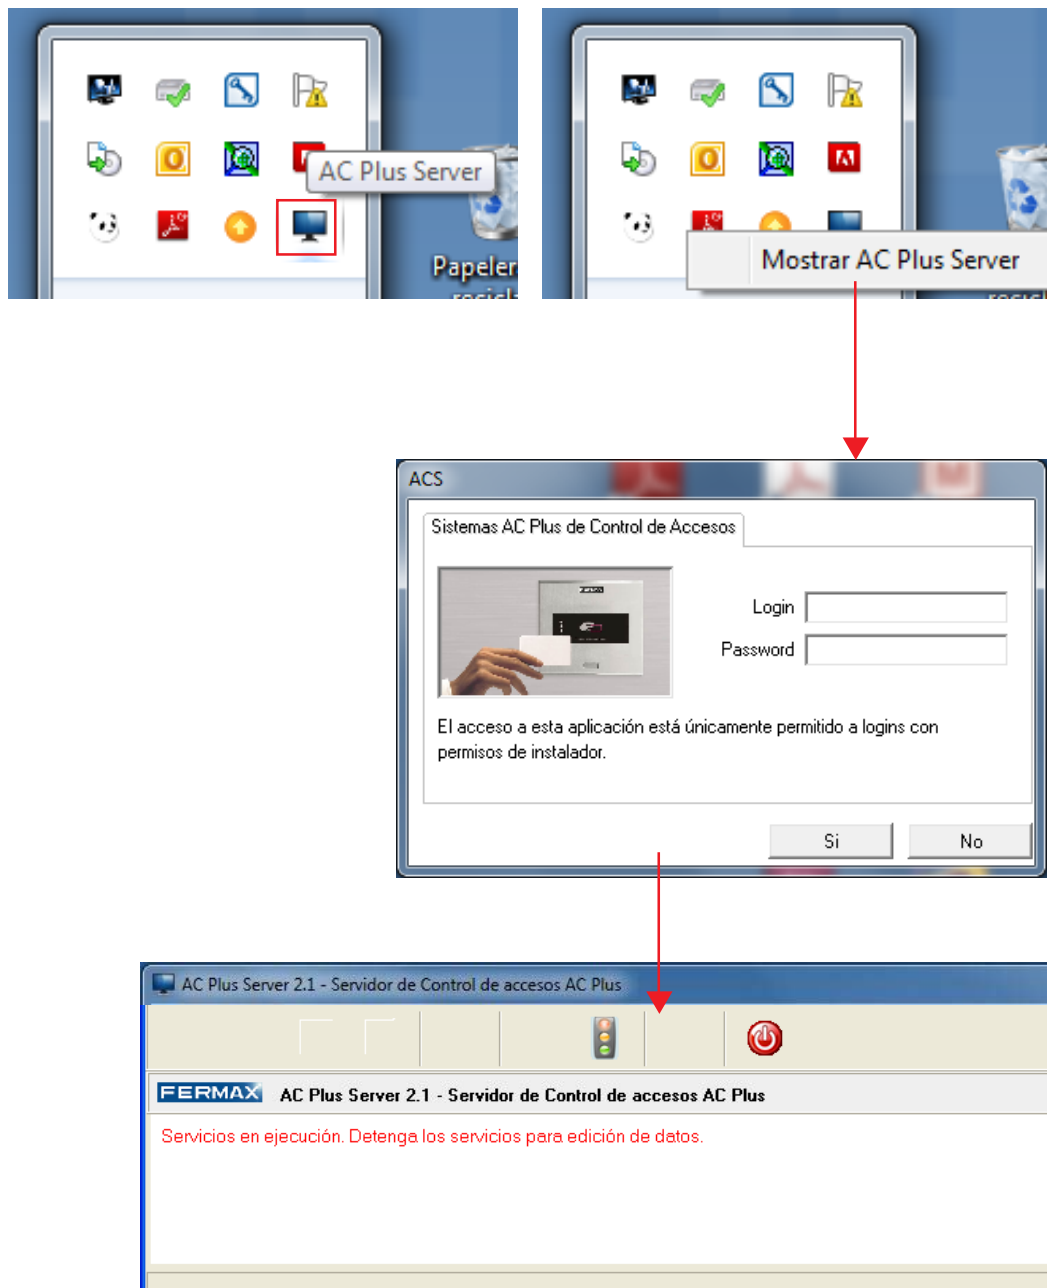 AC Plus Server
Papeler
Mostrar AC Plus Server
ACS
Sistemas AC Plus de Control de Accesos
Login
Password
El acceso a esta aplicación está únicamente permitido a logins con
permisos de instalador.
Si
No
AC Plus Server 2.1 - Servidor de Control de accesos AC Plus
FERMAX AC Plus Server 2.1 - Servidor de Control de accesos AC Plus
Servicios en ejecución. Detenga los servicios para edición de datos.